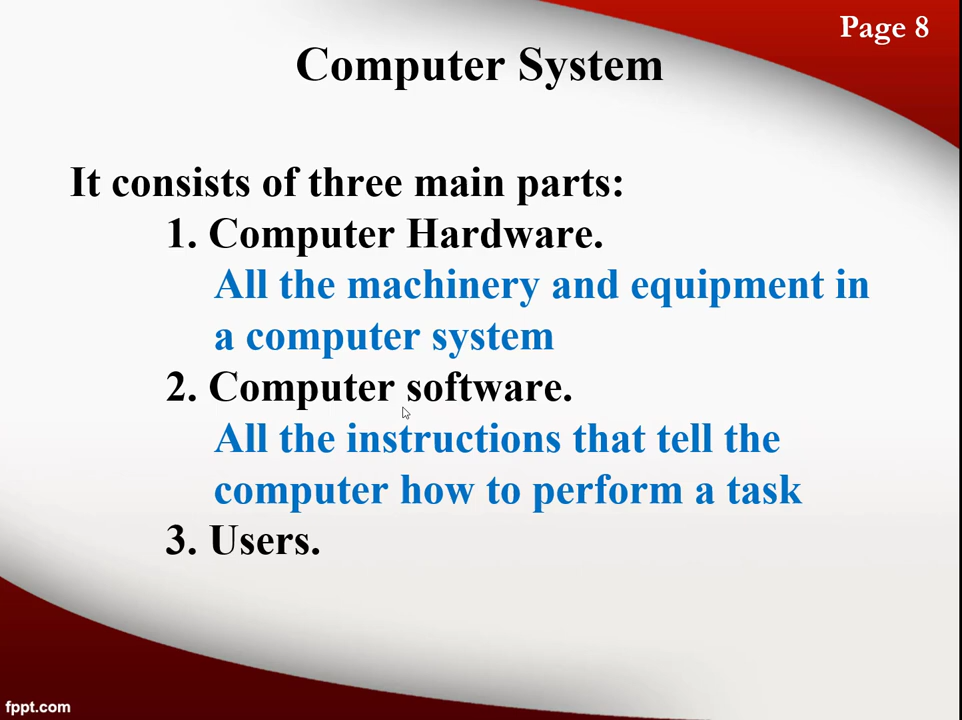 Page 8
Computer System
It consists of three main parts:
1. Computer Hardware.
All the machinery and equipment in
a computer system
2. Computer software.
All the instructions that tell the
computer how to perform a task
3. Users.
fppt.com